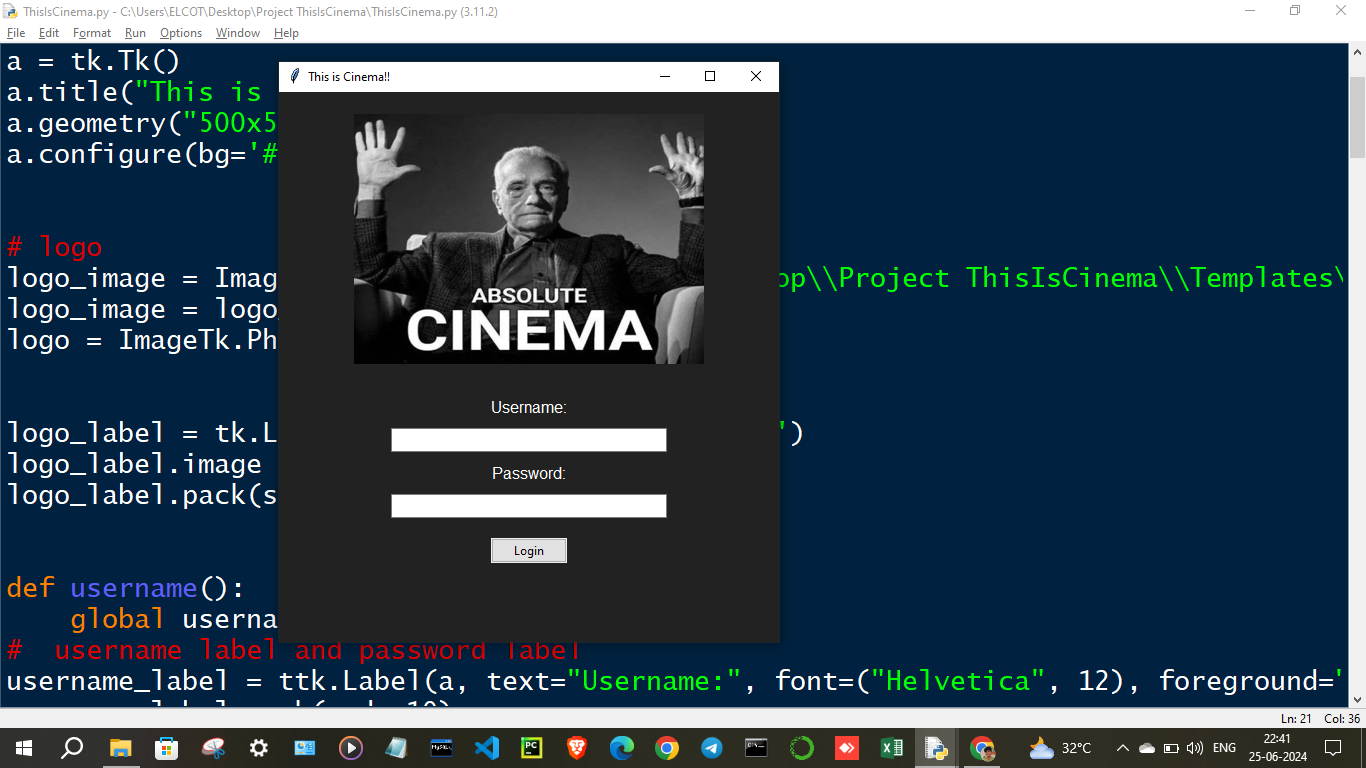 ThisIsCinema.py - C:\Users\ELCOT\Desktop\Project ThisIsCinema\ThisIsCinema.py (3.11.2)
File Edit Format Run Options Window Help
a = tk.Tk()
a.title("This is
a.geometry("500x5
a.configure(bg='#
# logo
logo_image = Imag
op\\Project ThisIsCinema\\Templates\
logo_image = logo_
logo = ImageTk.Ph
logo_label = tk.L
')
logo_label.image
logo_label.pack(s
def username():
global userna
# username label and password label
username_label = ttk.Label(a, text="Username:", font=("Helvetica", 12), foreground='
This is Cinema!!
ABSOLUTE
CINEMA
Username:
Password:
Login
Ln: 21 Col: 36
32°C
ENG
22:41
25-06-2024